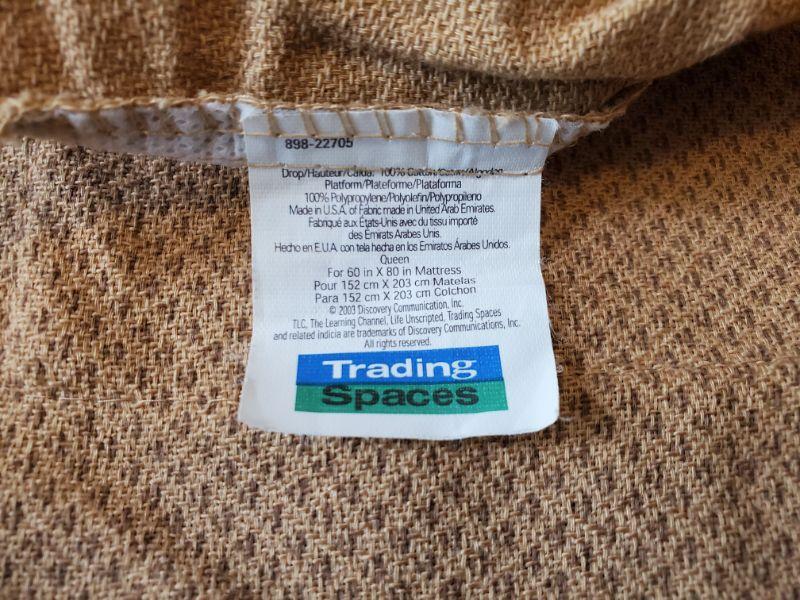 898-22705
Drop/Hauteur/Caída: 100% Cotton/Coton/Algodon
Platform/Plateforme/Plataforma
100% Polypropylene/Polyolefin/Polypropileno
Made in U.S.A. of Fabric made in United Arab Emirates.
Fabriqué aux États-Unis avec du tissu importé
des Émirats Arabes Unis.
Hecho en E.U.A. con tela hecha en los Emiratos Árabes Unidos.
Queen
For 60 in X 80 in Mattress
Pour 152 cm X 203 cm Matelas
Para 152 cm X 203 cm Colchon
© 2003 Discovery Communication, Inc.
TLC, The Learning Channel, Life Unscripted, Trading Spaces
and related indicia are trademarks of Discovery Communications, Inc.
All rights reserved.
Trading
Spaces